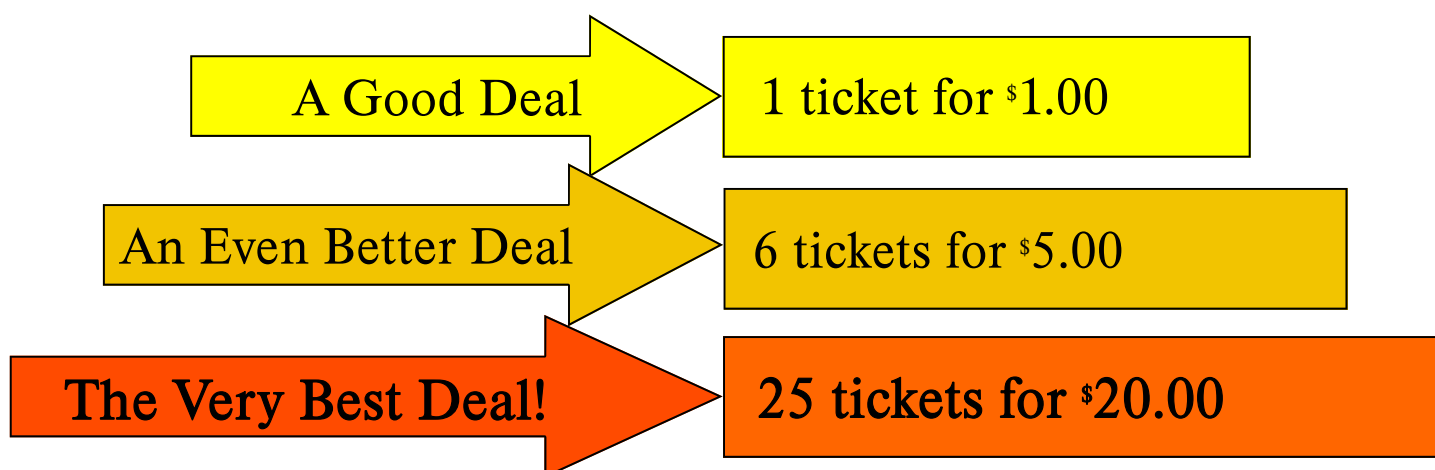 A Good Deal
1 ticket for $1.00
An Even Better Deal
6 tickets for $5.00
The Very Best Deal!
25 tickets for $20.00